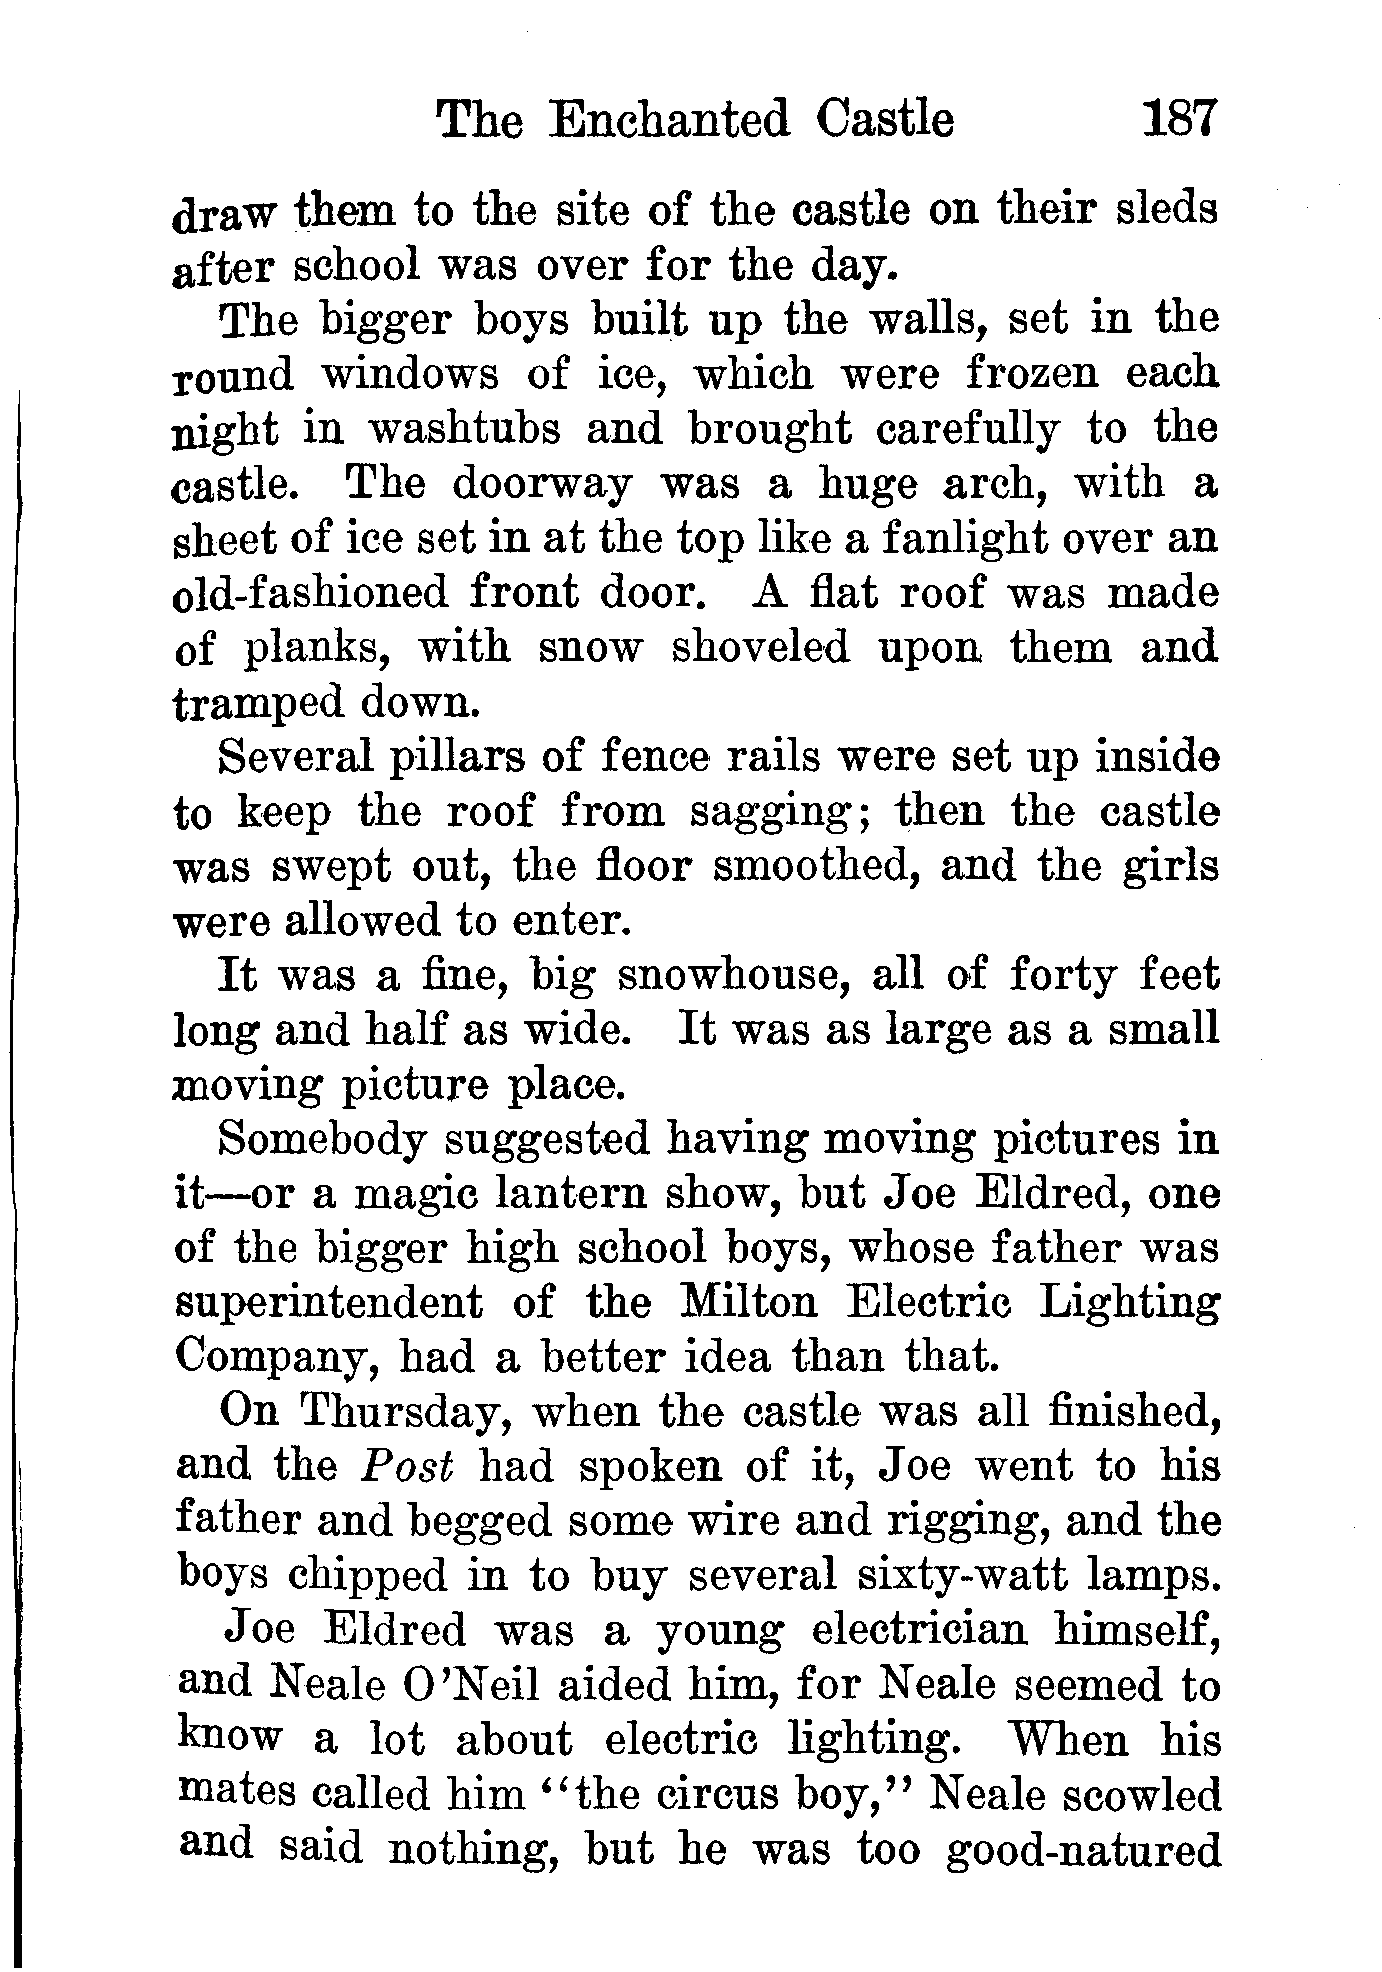 The Enchanted Castle 187
draw them to the site of the castle on their sleds
after school was over for the day.
The bigger boys built up the walls, set in the
round windows of ice, which were frozen each
night in washtubs and brought carefully to the
castle. The doorway was a huge arch, with a
sheet of ice set in at the top like a fanlight over an
old-fashioned front door. A flat roof was made
of planks, with snow shoveled upon them and
tramped down.
Several pillars of fence rails were set up inside
to keep the roof from sagging; then the castle
was swept out, the floor smoothed, and the girls
were allowed to enter.
It was a fine, big snowhouse, all of forty feet
long and half as wide. It was as large as a small
moving picture place.
Somebody suggested having moving pictures in
it—or a magic lantern show, but Joe Eldred, one
of the bigger high school boys, whose father was
superintendent of the Milton Electric Lighting
Company, had a better idea than that.
On Thursday, when the castle was all finished,
and the Post had spoken of it, Joe went to his
father and begged some wire and rigging, and the
boys chipped in to buy several sixty-watt lamps.
Joe Eldred was a young electrician himself,
and Neale O'Neil aided him, for Neale seemed to
know a lot about electric lighting. When his
mates called him "the circus boy," Neale scowled
and said nothing, but he was too good-natured